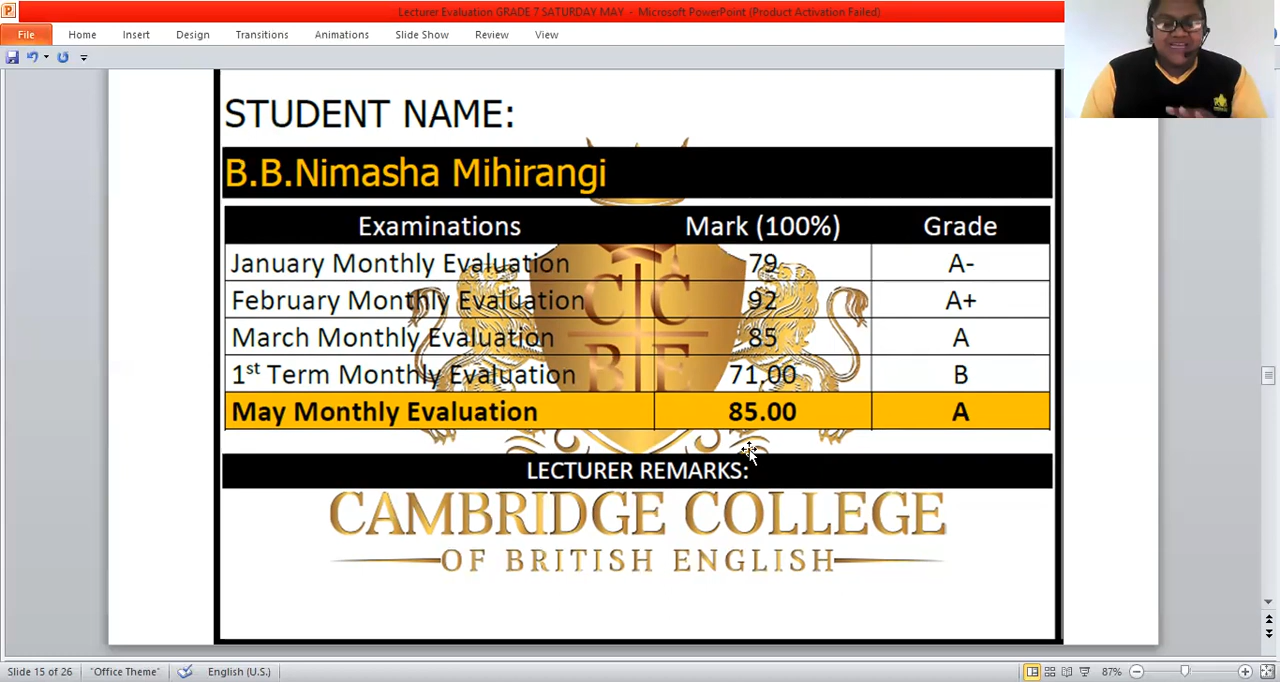 Lecturer Evaluation GRADE 7 SATURDAY MAY - Microsoft PowerPoint (Product Activation Failed)
File Home Insert Design Transitions Animations Slide Show Review View
STUDENT NAME:
B.B.Nimasha Mihirangi
Examinations Mark (100%) Grade
January Monthly Evaluation 79 A-
February Monthly Evaluation 92 A+
March Monthly Evaluation 85 A
1st Term Monthly Evaluation 71.00 B
May Monthly Evaluation 85.00 A
C C
B E
LECTURER REMARKS:
CAMBRIDGE COLLEGE
OF BRITISH ENGLISH
Slide 15 of 26 "Office Theme" English (U.S.) 87%